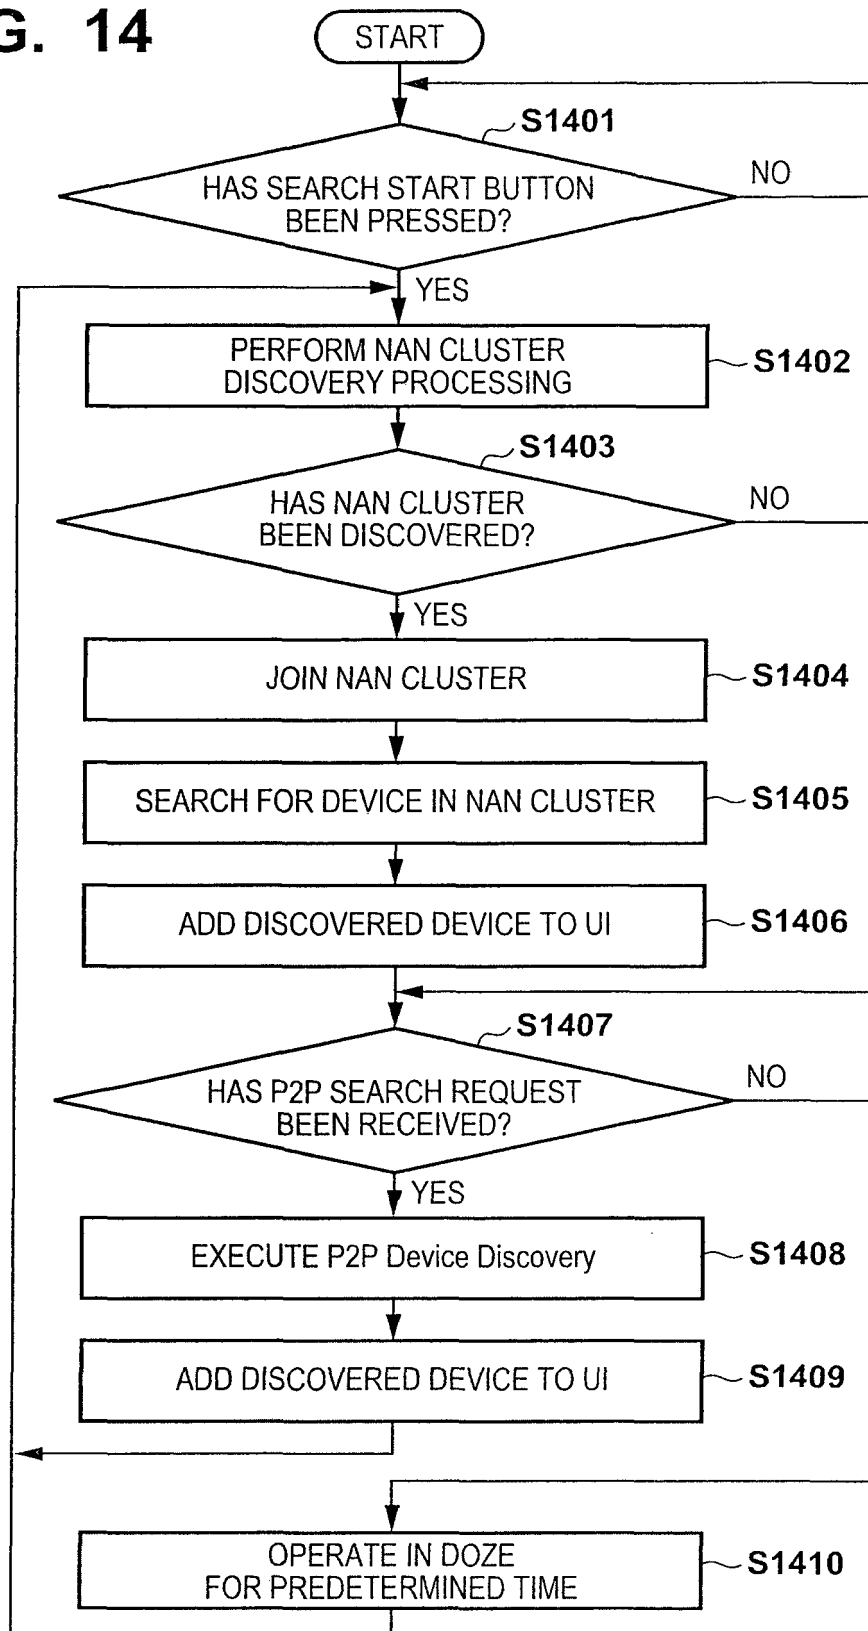 G. 14
START
S1401
HAS SEARCH START BUTTON
BEEN PRESSED?
NO
YES
PERFORM NAN CLUSTER
DISCOVERY PROCESSING
S1402
S1403
HAS NAN CLUSTER
BEEN DISCOVERED?
NO
YES
JOIN NAN CLUSTER
S1404
SEARCH FOR DEVICE IN NAN CLUSTER
S1405
ADD DISCOVERED DEVICE TO UI
S1406
S1407
HAS P2P SEARCH REQUEST
BEEN RECEIVED?
NO
YES
EXECUTE P2P Device Discovery
S1408
ADD DISCOVERED DEVICE TO UI
S1409
OPERATE IN DOZE
FOR PREDETERMINED TIME
S1410